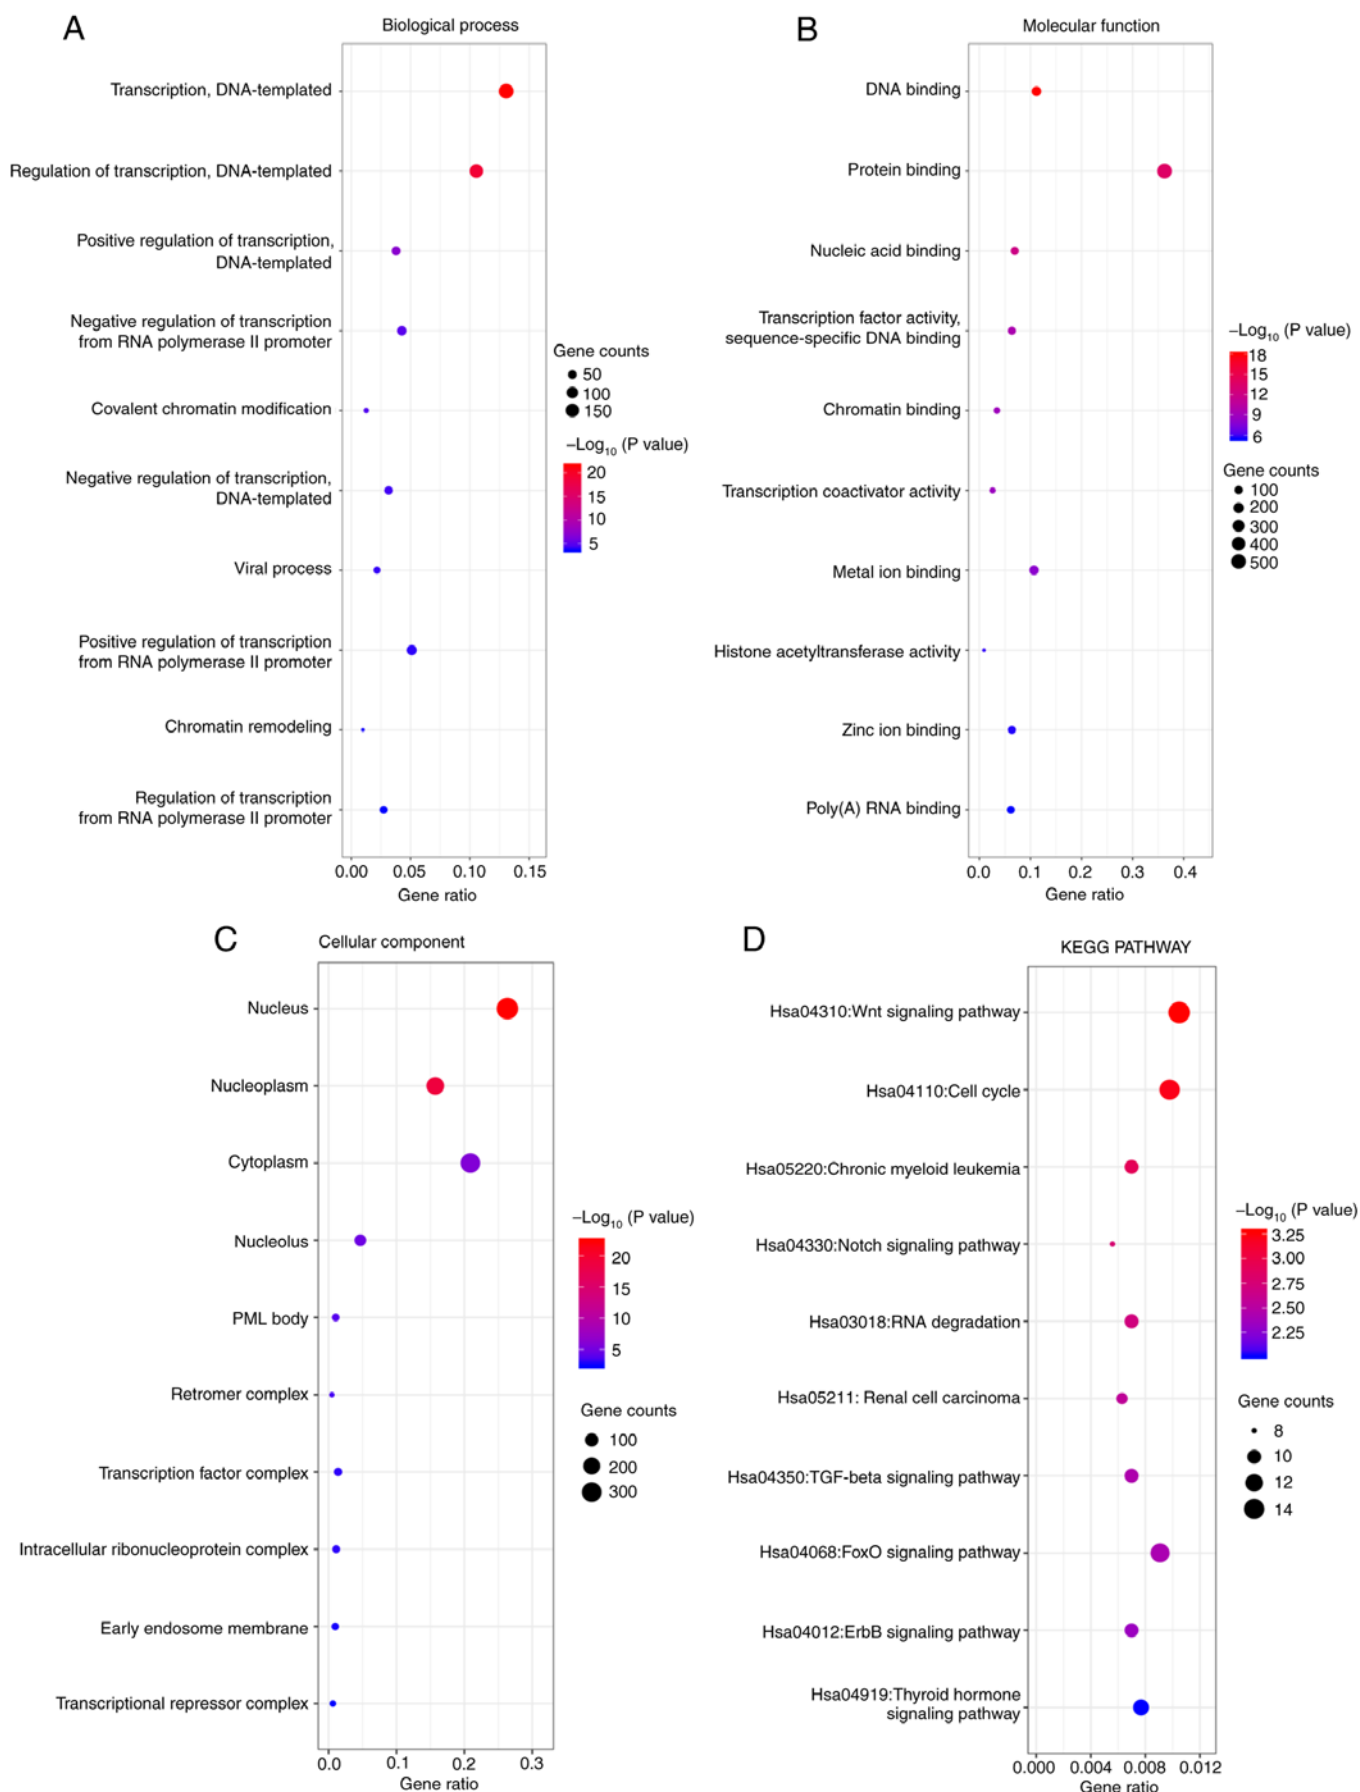 A
Biological process
Transcription, DNA-templated
Regulation of transcription, DNA-templated
Positive regulation of transcription,
DNA-templated
Negative regulation of transcription
from RNA polymerase II promoter
Covalent chromatin modification
Negative regulation of transcription,
DNA-templated
Viral process
Positive regulation of transcription
from RNA polymerase II promoter
Chromatin remodeling
Regulation of transcription
from RNA polymerase II promoter
0.00 0.05 0.10 0.15
Gene ratio
Gene counts
50
100
150
−Log10 (P value)
20
15
10
5
B
Molecular function
DNA binding
Protein binding
Nucleic acid binding
Transcription factor activity,
sequence-specific DNA binding
Chromatin binding
Transcription coactivator activity
Metal ion binding
Histone acetyltransferase activity
Zinc ion binding
Poly(A) RNA binding
0.0 0.1 0.2 0.3 0.4
Gene ratio
−Log10 (P value)
18
15
12
9
6
Gene counts
100
200
300
400
500
C
Cellular component
Nucleus
Nucleoplasm
Cytoplasm
Nucleolus
PML body
Retromer complex
Transcription factor complex
Intracellular ribonucleoprotein complex
Early endosome membrane
Transcriptional repressor complex
0.0 0.1 0.2 0.3
Gene ratio
−Log10 (P value)
20
15
10
5
Gene counts
100
200
300
D
KEGG PATHWAY
Hsa04310:Wnt signaling pathway
Hsa04110:Cell cycle
Hsa05220:Chronic myeloid leukemia
Hsa04330:Notch signaling pathway
Hsa03018:RNA degradation
Hsa05211: Renal cell carcinoma
Hsa04350:TGF-beta signaling pathway
Hsa04068:FoxO signaling pathway
Hsa04012:ErbB signaling pathway
Hsa04919:Thyroid hormone
signaling pathway
0.000 0.004 0.008 0.012
Gene ratio
−Log10 (P value)
3.25
3.00
2.75
2.50
2.25
Gene counts
8
10
12
14